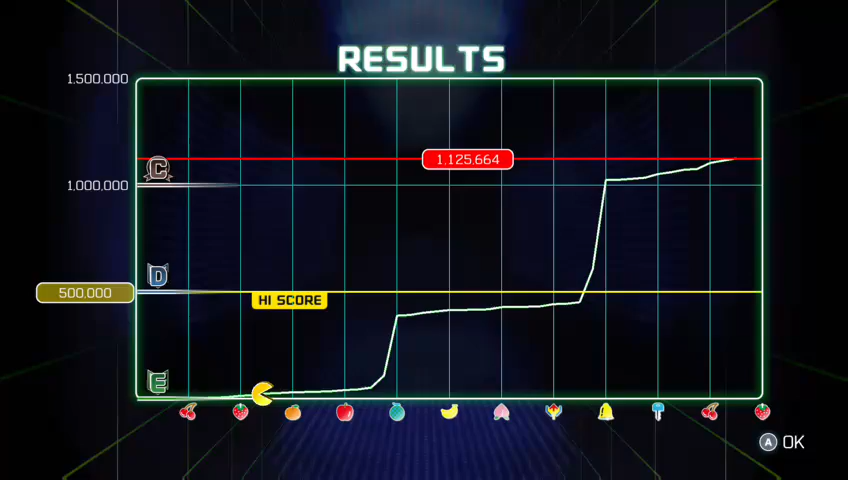 RESULTS
1.500.000
1.125.664
C
1.000.000
D
500.000
HI SCORE
E
A OK